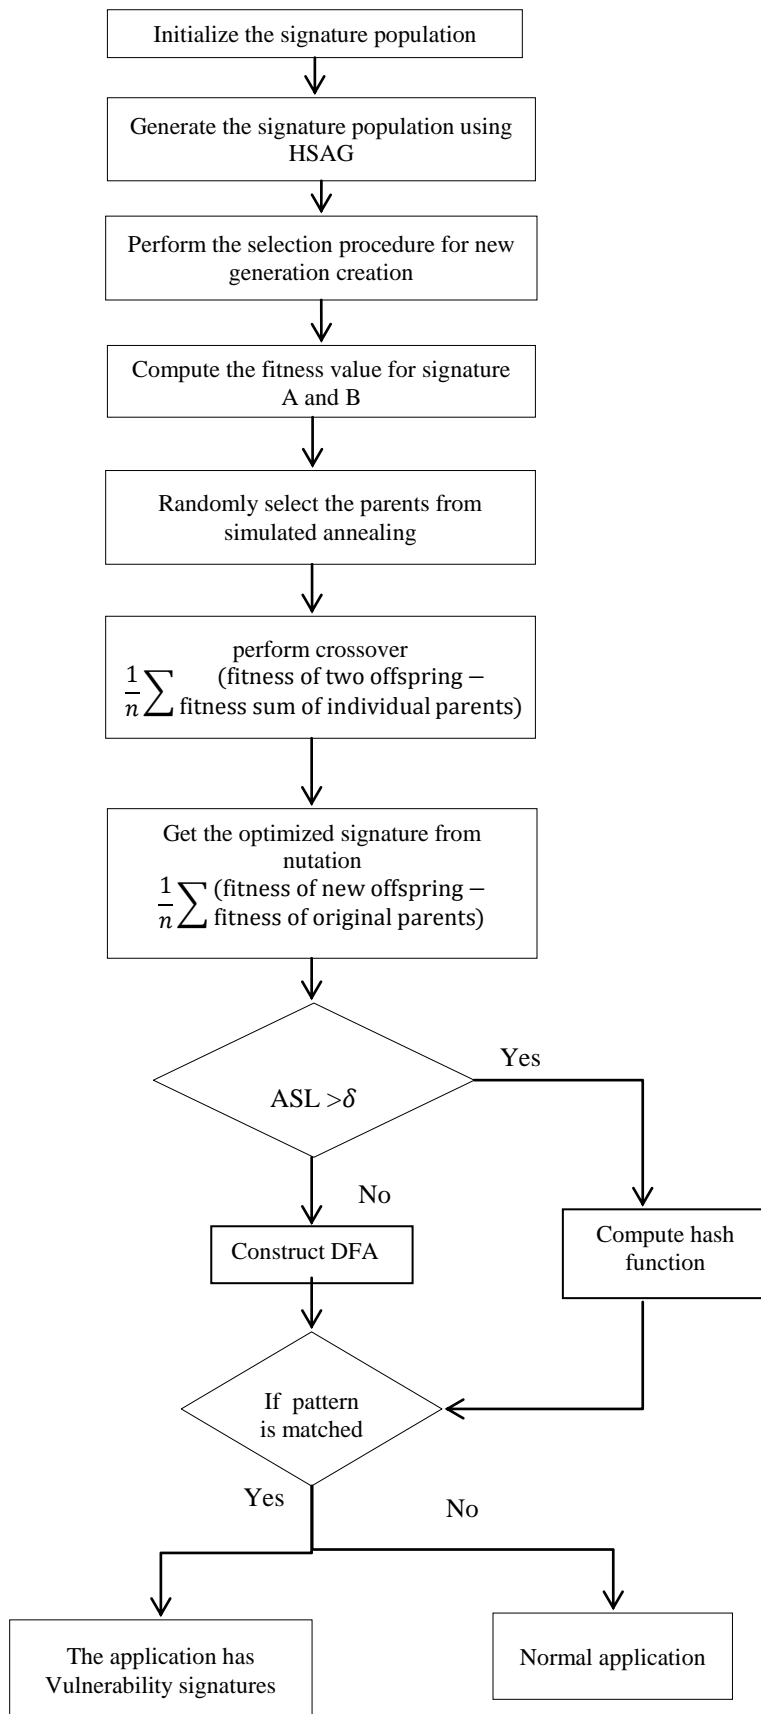 Initialize the signature population
Generate the signature population using
HSAG
Perform the selection procedure for new
generation creation
Compute the fitness value for signature
A and B
Randomly select the parents from
simulated annealing
perform crossover
1/n ∑ (fitness of two offspring −
fitness sum of individual parents)
Get the optimized signature from
nutation
1/n ∑ (fitness of new offspring −
fitness of original parents)
Yes
ASL >δ
No
Construct DFA
Compute hash
function
If pattern
is matched
Yes
No
The application has
Vulnerability signatures
Normal application